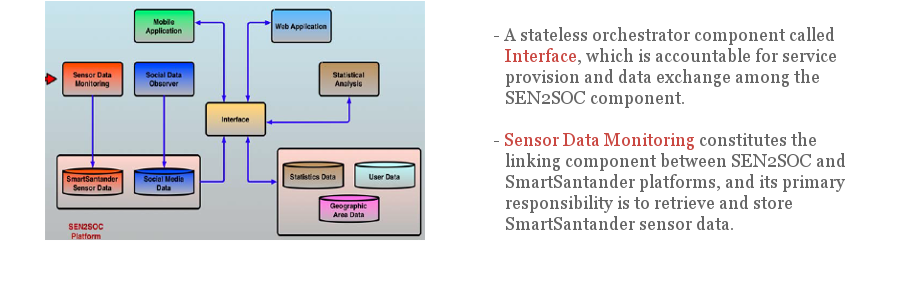 Mobile
Application
Web Application
Sensor Data
Monitoring
Social Data
Observer
Statistical
Analysis
Interface
SmartSantander
Sensor Data
Social Media
Data
Statistics Data
User Data
Geographic
Area Data
SEN2SOC
Platform
- A stateless orchestrator component called
Interface, which is accountable for service
provision and data exchange among the
SEN2SOC component.
- Sensor Data Monitoring constitutes the
linking component between SEN2SOC and
SmartSantander platforms, and its primary
responsibility is to retrieve and store
SmartSantander sensor data.